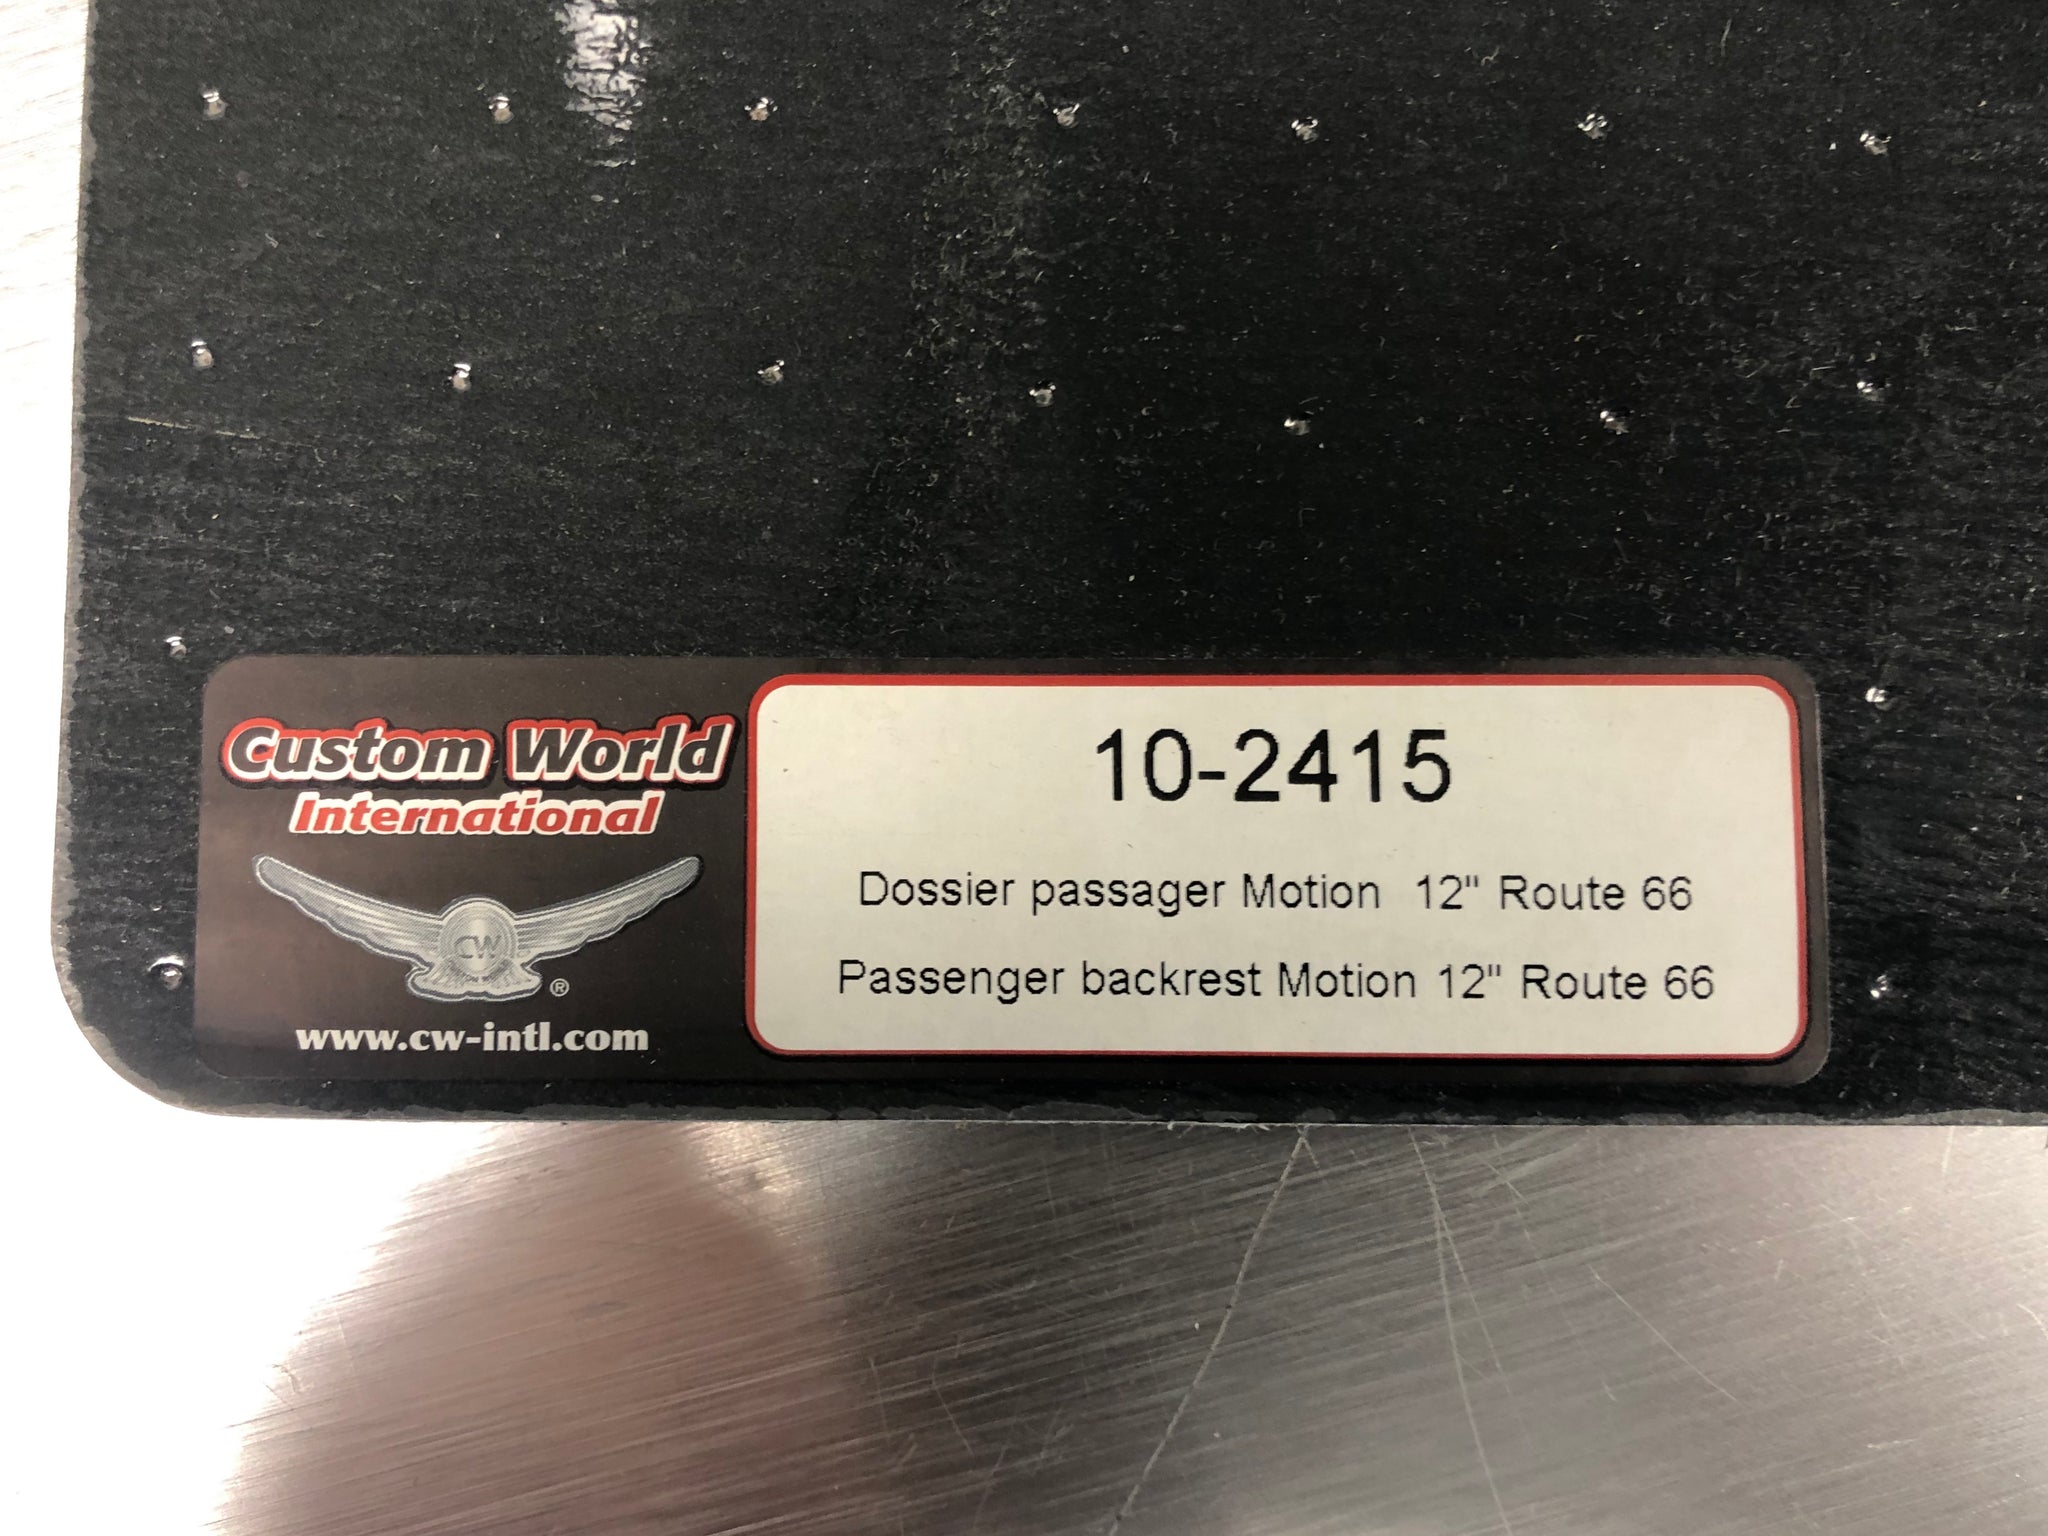 Custom World
International
CW
®
www.cw-intl.com
10-2415
Dossier passager Motion 12" Route 66
Passenger backrest Motion 12" Route 66